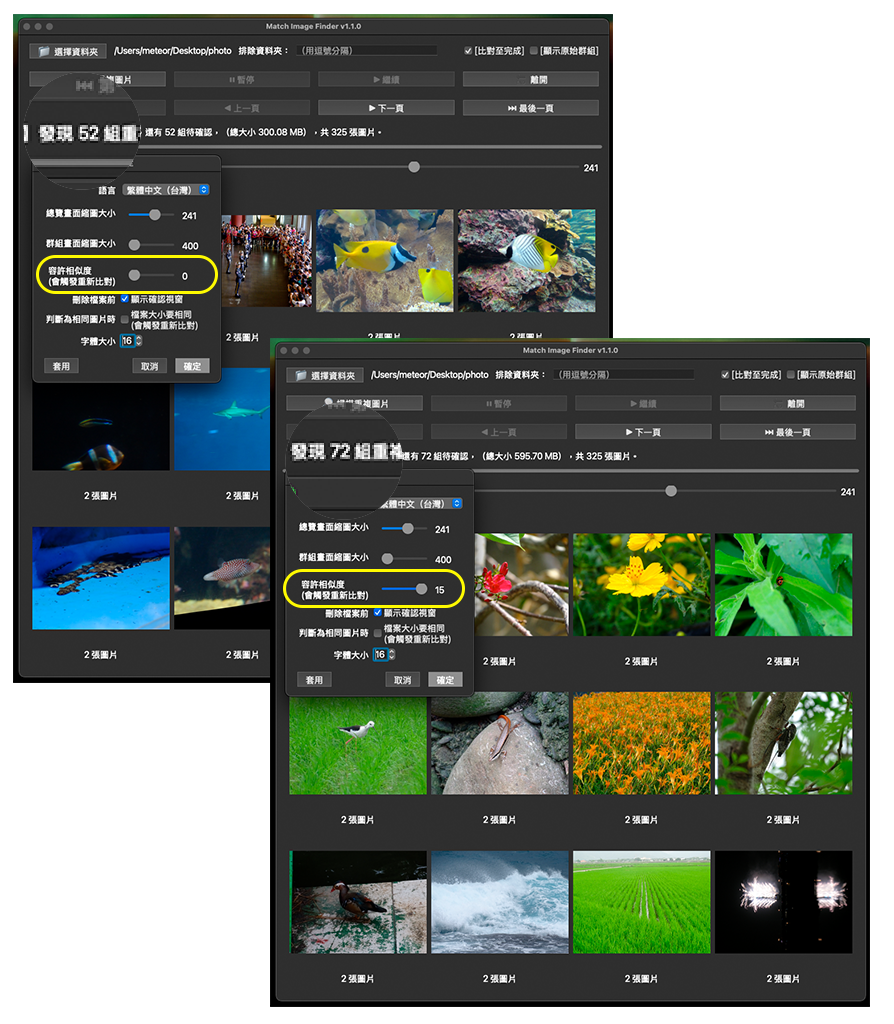 Match Image Finder v1.1.0
選擇資料夾 /Users/meteor/Desktop/photo 排除資料夾： (用逗號分隔) [比對至完成] [顯示原始群組]
圖片 暫停 繼續 離開
上一頁 下一頁 最後一頁
發現 52 組重 還有 52 組待確認，（總大小 300.08 MB），共 325 張圖片。
241
語言 繁體中文（台灣）
總覽畫面縮圖大小 241
群組畫面縮圖大小 400
容許相似度
(會觸發重新比對) 0
刪除檔案前 顯示確認視窗
判斷為相同圖片時 檔案大小要相同
(會觸發重新比對)
字體大小 16
套用 取消 確定
2 張圖片 2 張圖片 2 張圖片
2 張圖片 2 張圖片
2 張圖片 2 張圖片
Match Image Finder v1.1.0
選擇資料夾 /Users/meteor/Desktop/photo 排除資料夾： (用逗號分隔) [比對至完成] [顯示原始群組]
重複圖片 暫停 繼續 離開
上一頁 下一頁 最後一頁
發現 72 組重 還有 72 組待確認，（總大小 595.70 MB），共 325 張圖片。
241
繁體中文（台灣）
總覽畫面縮圖大小 241
群組畫面縮圖大小 400
容許相似度
(會觸發重新比對) 15
刪除檔案前 顯示確認視窗
判斷為相同圖片時 檔案大小要相同
(會觸發重新比對)
字體大小 16
套用 取消 確定
2 張圖片 2 張圖片 2 張圖片
2 張圖片 2 張圖片 2 張圖片 2 張圖片
2 張圖片 2 張圖片 2 張圖片 2 張圖片